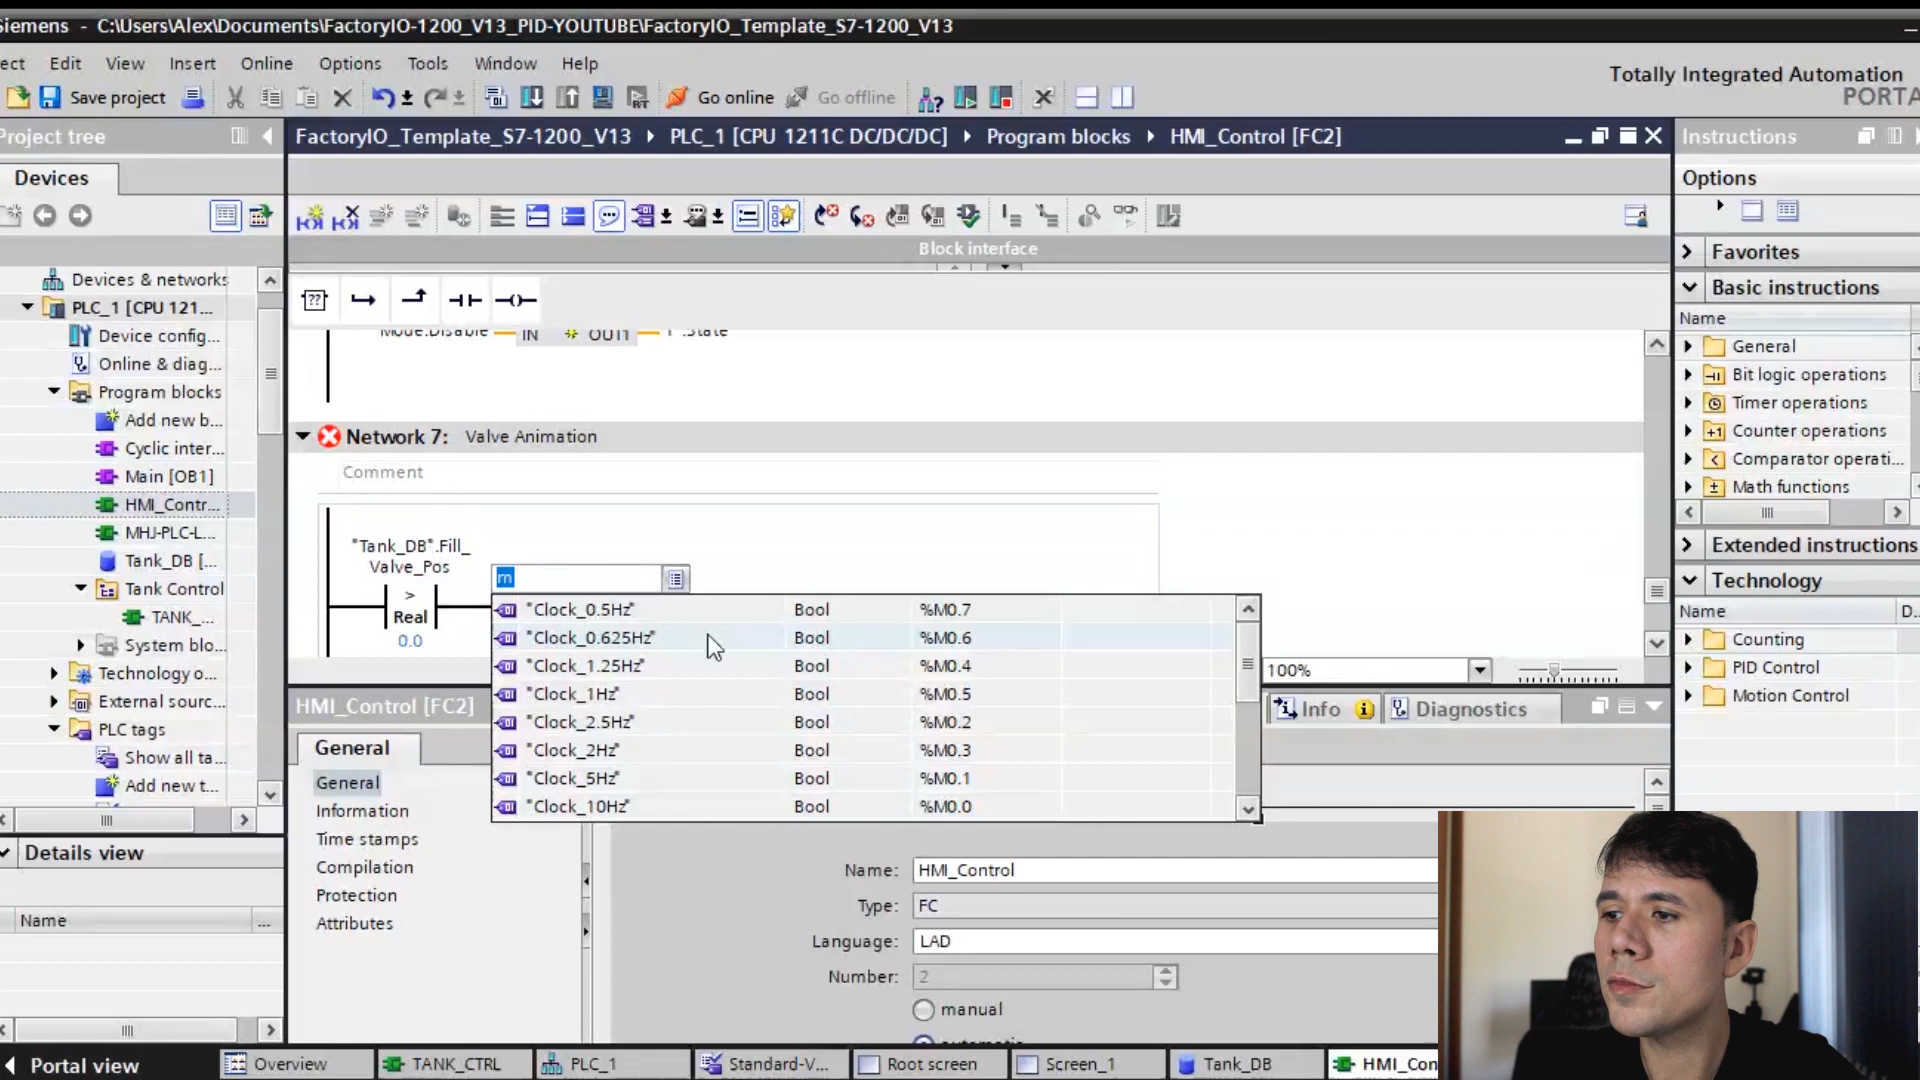 Siemens - C:\Users\Alex\Documents\FactoryIO-1200_V13_PID-YOUTUBE\FactoryIO_Template_S7-1200_V13
ect Edit View Insert Online Options Tools Window Help
Totally Integrated Automation
PORTA
Save project Go online Go offline
Project tree
FactoryIO_Template_S7-1200_V13 PLC_1 [CPU 1211C DC/DC/DC] Program blocks HMI_Control [FC2]
Instructions
Devices
Options
Block interface
Favorites
Basic instructions
Name
General
Bit logic operations
Timer operations
Counter operations
Comparator operati...
Math functions
Extended instructions
Technology
Name D..
Counting
PID Control
Motion Control
Devices & networks
PLC_1 [CPU 121...
Device config...
Online & diag...
Program blocks
Add new b...
Cyclic inter...
Main [OB1]
HMI_Contr...
MHJ-PLC-L...
Tank_DB [...
Tank Control
TANK_...
System blo...
Technology o...
External sourc...
PLC tags
Show all ta...
Add new t...
Details view
Name ...
Mode.Disable IN OUT1 .State
Network 7: Valve Animation
Comment
"Tank_DB".Fill_
Valve_Pos
>
Real
0.0
"Clock_0.5Hz" Bool %M0.7
"Clock_0.625Hz" Bool %M0.6
"Clock_1.25Hz" Bool %M0.4
"Clock_1Hz" Bool %M0.5
"Clock_2.5Hz" Bool %M0.2
"Clock_2Hz" Bool %M0.3
"Clock_5Hz" Bool %M0.1
"Clock_10Hz" Bool %M0.0
100%
HMI_Control [FC2]
Info Diagnostics
General
General
Information
Time stamps
Compilation
Protection
Attributes
Name: HMI_Control
Type: FC
Language: LAD
Number: 2
manual
automatic
Portal view Overview TANK_CTRL PLC_1 Standard-V... Root screen Screen_1 Tank_DB HMI_Con